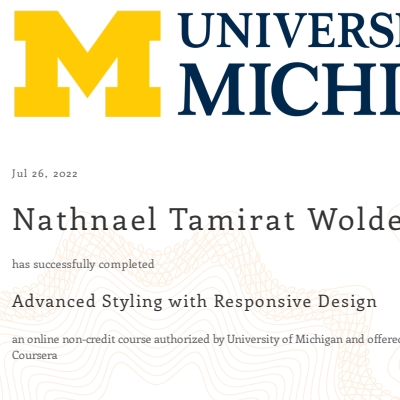 M
UNIVERSI
MICHI
Jul 26, 2022
Nathnael Tamirat Wolde
has successfully completed
Advanced Styling with Responsive Design
an online non-credit course authorized by University of Michigan and offered
Coursera